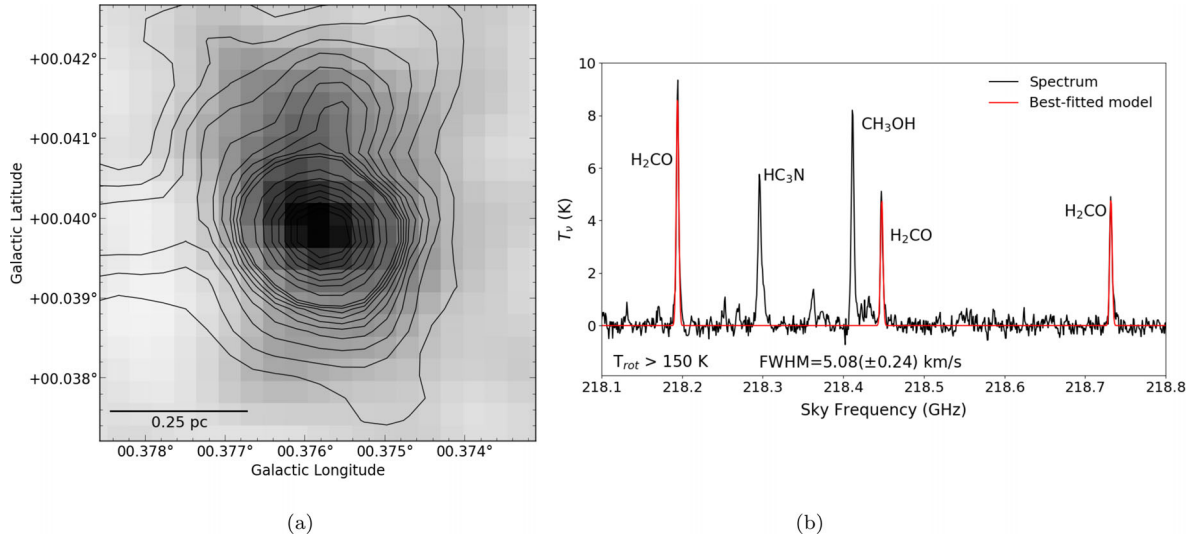 +00.042°
+00.041°
+00.040°
+00.039°
+00.038°
Galactic Latitude
0.25 pc
00.378° 00.377° 00.376° 00.375° 00.374°
Galactic Longitude
(a)
10
8
6
4
2
0
T_ν (K)
Spectrum
Best-fitted model
H₂CO
HC₃N
CH₃OH
H₂CO
H₂CO
T_rot > 150 K FWHM=5.08(±0.24) km/s
218.1 218.2 218.3 218.4 218.5 218.6 218.7 218.8
Sky Frequency (GHz)
(b)